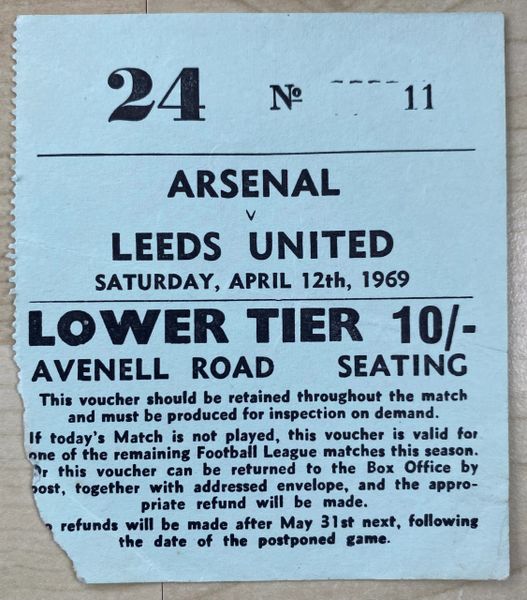 24 No 11
ARSENAL
v
LEEDS UNITED
SATURDAY, APRIL 12th, 1969
LOWER TIER 10/-
AVENELL ROAD SEATING
This voucher should be retained throughout the match
and must be produced for inspection on demand.
If today's Match is not played, this voucher is valid for
one of the remaining Football League matches this season.
Or this voucher can be returned to the Box Office by
post, together with addressed envelope, and the appro-
priate refund will be made.
refunds will be made after May 31st next, following
the date of the postponed game.